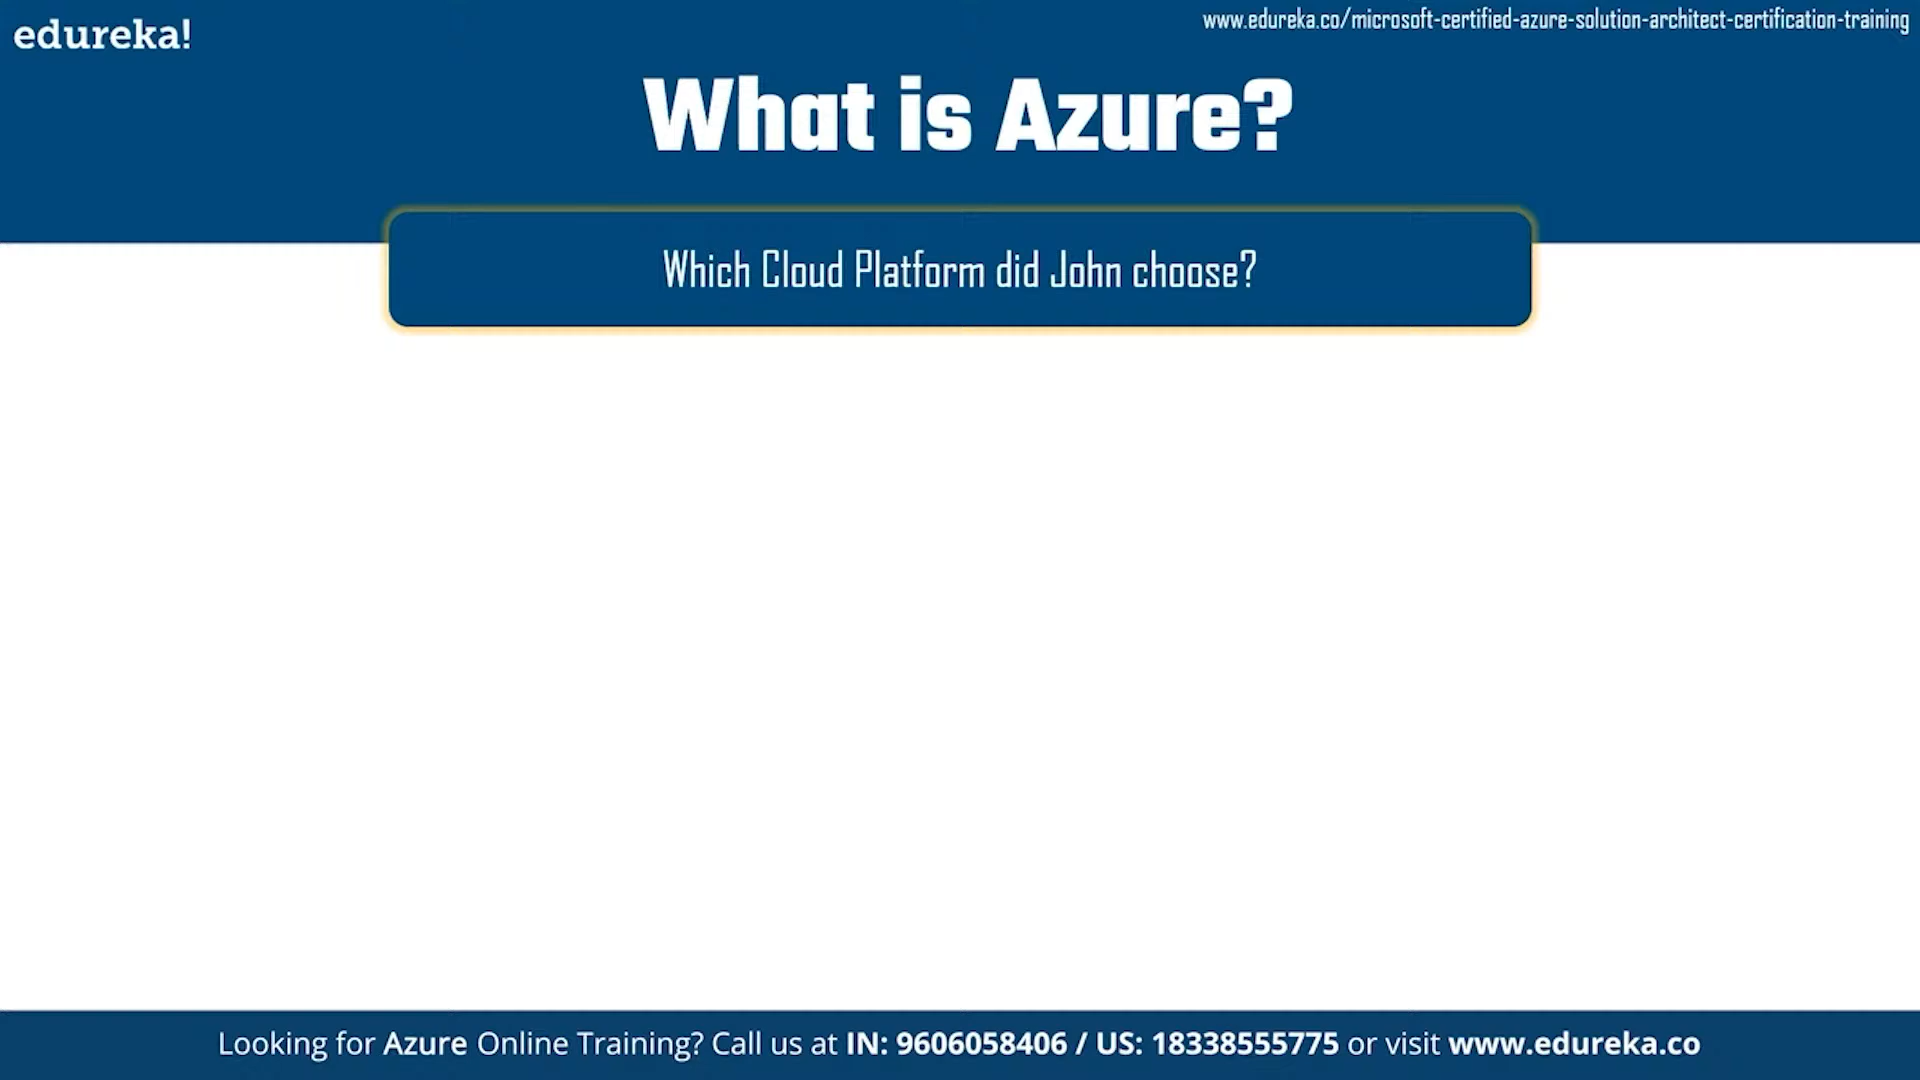 edureka!
www.edureka.co/microsoft-certified-azure-solution-architect-certification-training
What is Azure?
Which Cloud Platform did John choose?
Looking for Azure Online Training? Call us at IN: 9606058406 / US: 18338555775 or visit www.edureka.co